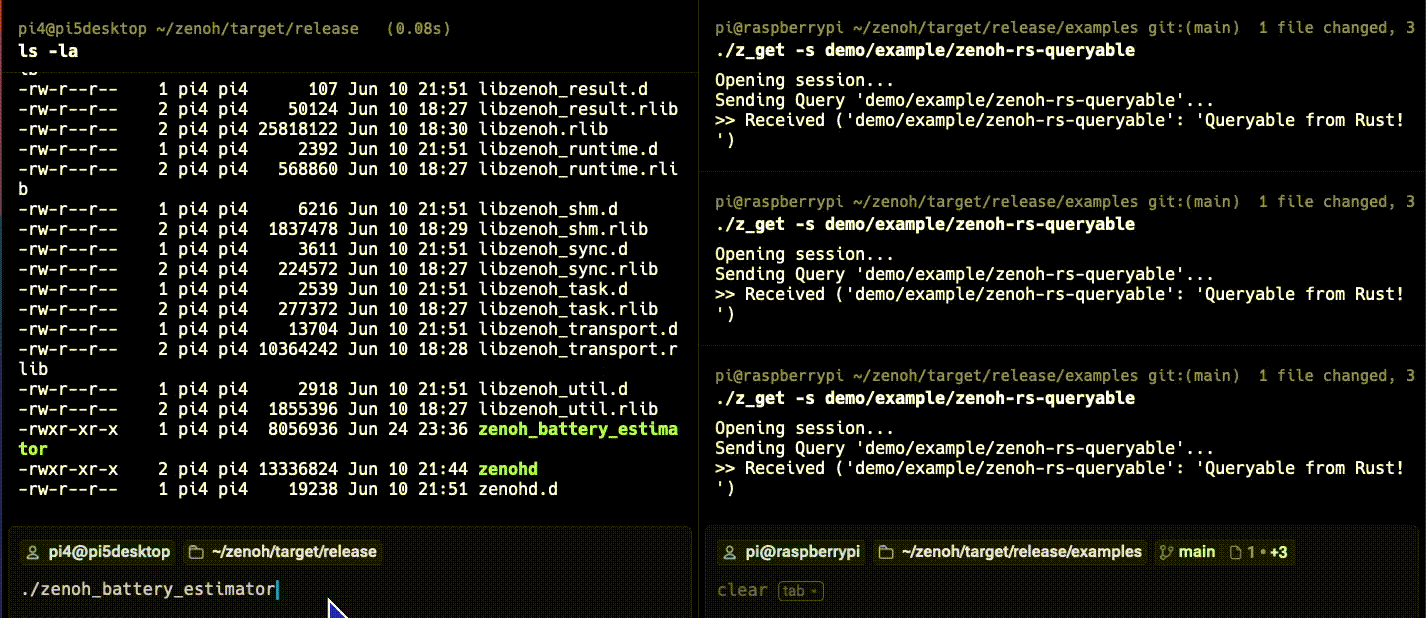 pi4@pi5desktop ~/zenoh/target/release (0.08s)
ls -la
-rw-r--r-- 1 pi4 pi4 107 Jun 10 21:51 libzenoh_result.d
-rw-r--r-- 2 pi4 pi4 50124 Jun 10 18:27 libzenoh_result.rlib
-rw-r--r-- 2 pi4 pi4 25818122 Jun 10 18:30 libzenoh.rlib
-rw-r--r-- 1 pi4 pi4 2392 Jun 10 21:51 libzenoh_runtime.d
-rw-r--r-- 2 pi4 pi4 568860 Jun 10 18:27 libzenoh_runtime.rli
b
-rw-r--r-- 1 pi4 pi4 6216 Jun 10 21:51 libzenoh_shm.d
-rw-r--r-- 2 pi4 pi4 1837478 Jun 10 18:29 libzenoh_shm.rlib
-rw-r--r-- 1 pi4 pi4 3611 Jun 10 21:51 libzenoh_sync.d
-rw-r--r-- 2 pi4 pi4 224572 Jun 10 18:27 libzenoh_sync.rlib
-rw-r--r-- 1 pi4 pi4 2539 Jun 10 21:51 libzenoh_task.d
-rw-r--r-- 2 pi4 pi4 277372 Jun 10 18:27 libzenoh_task.rlib
-rw-r--r-- 1 pi4 pi4 13704 Jun 10 21:51 libzenoh_transport.d
-rw-r--r-- 2 pi4 pi4 10364242 Jun 10 18:28 libzenoh_transport.r
lib
-rw-r--r-- 1 pi4 pi4 2918 Jun 10 21:51 libzenoh_util.d
-rw-r--r-- 2 pi4 pi4 1855396 Jun 10 18:27 libzenoh_util.rlib
-rwxr-xr-x 1 pi4 pi4 8056936 Jun 24 23:36 zenoh_battery_estima
tor
-rwxr-xr-x 2 pi4 pi4 13336824 Jun 10 21:44 zenohd
-rw-r--r-- 1 pi4 pi4 19238 Jun 10 21:51 zenohd.d
pi4@pi5desktop ~/zenoh/target/release
./zenoh_battery_estimator
pi@raspberrypi ~/zenoh/target/release/examples git:(main) 1 file changed, 3
./z_get -s demo/example/zenoh-rs-queryable
Opening session...
Sending Query 'demo/example/zenoh-rs-queryable'...
>> Received ('demo/example/zenoh-rs-queryable': 'Queryable from Rust!
')
pi@raspberrypi ~/zenoh/target/release/examples git:(main) 1 file changed, 3
./z_get -s demo/example/zenoh-rs-queryable
Opening session...
Sending Query 'demo/example/zenoh-rs-queryable'...
>> Received ('demo/example/zenoh-rs-queryable': 'Queryable from Rust!
')
pi@raspberrypi ~/zenoh/target/release/examples git:(main) 1 file changed, 3
./z_get -s demo/example/zenoh-rs-queryable
Opening session...
Sending Query 'demo/example/zenoh-rs-queryable'...
>> Received ('demo/example/zenoh-rs-queryable': 'Queryable from Rust!
')
pi@raspberrypi ~/zenoh/target/release/examples main 1 • +3
clear tab